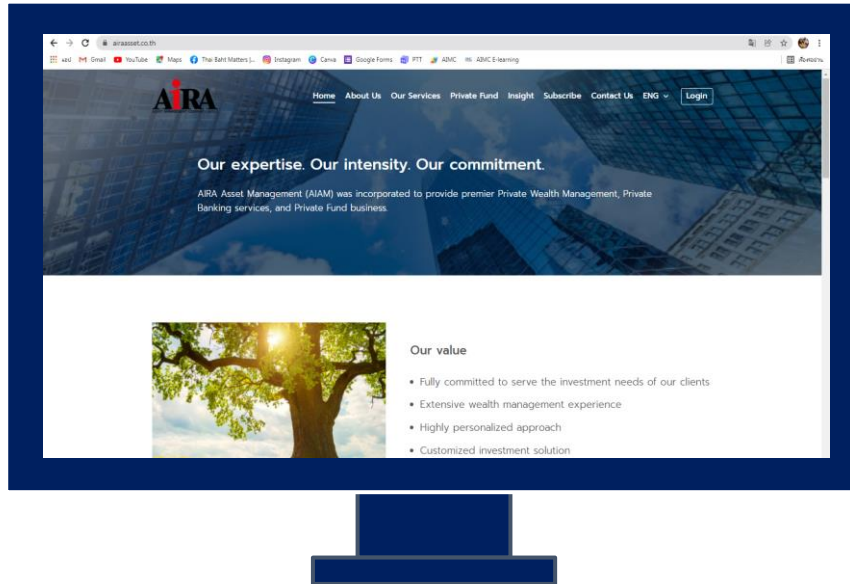 airaasset.co.th
แอป Gmail YouTube Maps Thai Baht Matters |... Instagram Canva Google Forms PTT AIMC AIMC E-learning
AiRA
Home About Us Our Services Private Fund Insight Subscribe Contact Us ENG Login
Our expertise. Our intensity. Our commitment.
AIRA Asset Management (AIAM) was incorporated to provide premier Private Wealth Management, Private
Banking services, and Private Fund business.
Our value
• Fully committed to serve the investment needs of our clients
• Extensive wealth management experience
• Highly personalized approach
• Customized investment solution